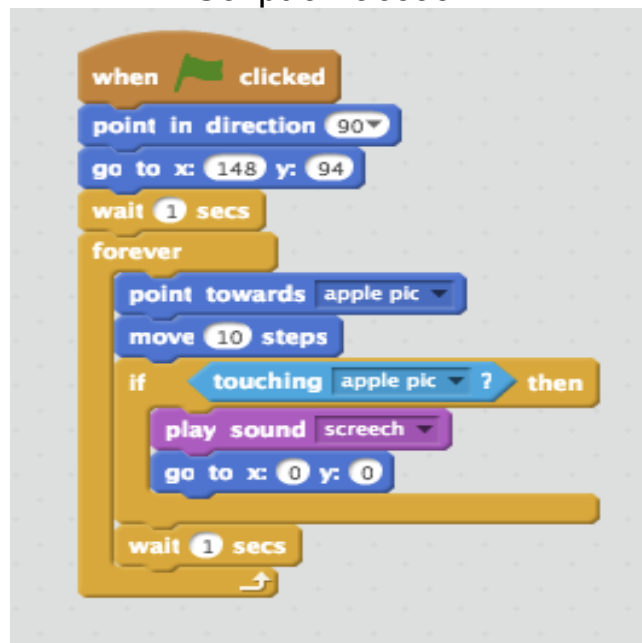 when clicked
point in direction 90
go to x: 148 y: 94
wait 1 secs
forever
point towards apple pic
move 10 steps
if touching apple pic ? then
play sound screech
go to x: 0 y: 0
wait 1 secs